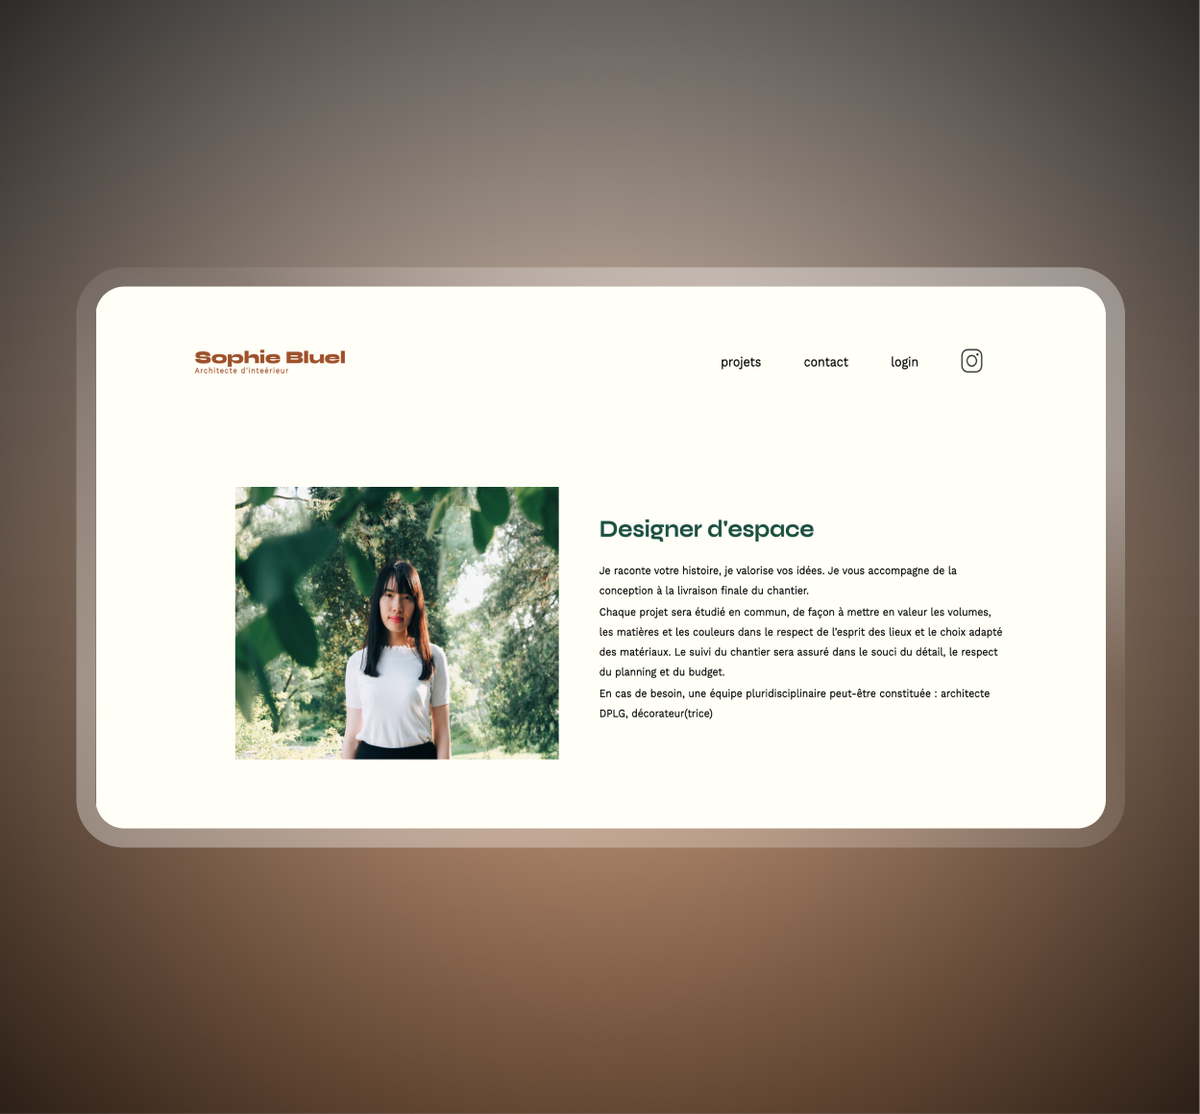 Sophie Bluel
Architecte d'inteérieur
projets contact login
Designer d'espace
Je raconte votre histoire, je valorise vos idées. Je vous accompagne de la
conception à la livraison finale du chantier.
Chaque projet sera étudié en commun, de façon à mettre en valeur les volumes,
les matières et les couleurs dans le respect de l'esprit des lieux et le choix adapté
des matériaux. Le suivi du chantier sera assuré dans le souci du détail, le respect
du planning et du budget.
En cas de besoin, une équipe pluridisciplinaire peut-être constituée : architecte
DPLG, décorateur(trice)